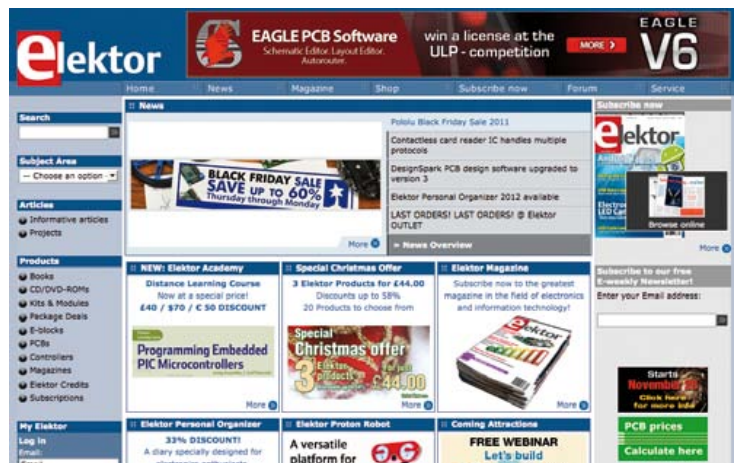 elektor
EAGLE PCB Software
Schematic Editor. Layout Editor.
Autorouter.
win a license at the
ULP - competition
MORE
EAGLE
V6
Home
News
Magazine
Shop
Subscribe now
Forum
Service
Search
Subject Area
-- Choose an option -
Articles
Informative articles
Projects
Products
Books
CD/DVD-ROMs
Kits & Modules
Package Deals
E-blocks
PCBs
Controllers
Magazines
Elektor Credits
Subscriptions
My Elektor
Log in
Email:
News
BLACK FRIDAY SALE
SAVE UP TO 60%
Thursday through Monday
More
Pololu Black Friday Sale 2011
Contactless card reader IC handles multiple
protocols
DesignSpark PCB design software upgraded to
version 3
Elektor Personal Organizer 2012 available
LAST ORDERS! LAST ORDERS! @ Elektor
OUTLET
» News Overview
NEW: Elektor Academy
Distance Learning Course
Now at a special price!
£40 / $70 / € 50 DISCOUNT
Programming Embedded
PIC Microcontrollers
More
Special Christmas Offer
3 Elektor Products for £44.00
Discounts up to 58%
20 Products to choose from
Special
Christmas offer
3 Elektor
products
For just
£44.00
More
Elektor Magazine
Subscribe now to the greatest
magazine in the field of electronics
and information technology!
elektor
More
Elektor Personal Organizer
33% DISCOUNT!
A diary specially designed for
Elektor Proton Robot
A versatile
platform for
Coming Attractions
FREE WEBINAR
Let's build
Subscribe now
elektor
Browse online
More
Subscribe to our free
E-weekly Newsletter!
Enter your Email address:
Starts
November
Click here
for more info
PCB prices
Calculate here